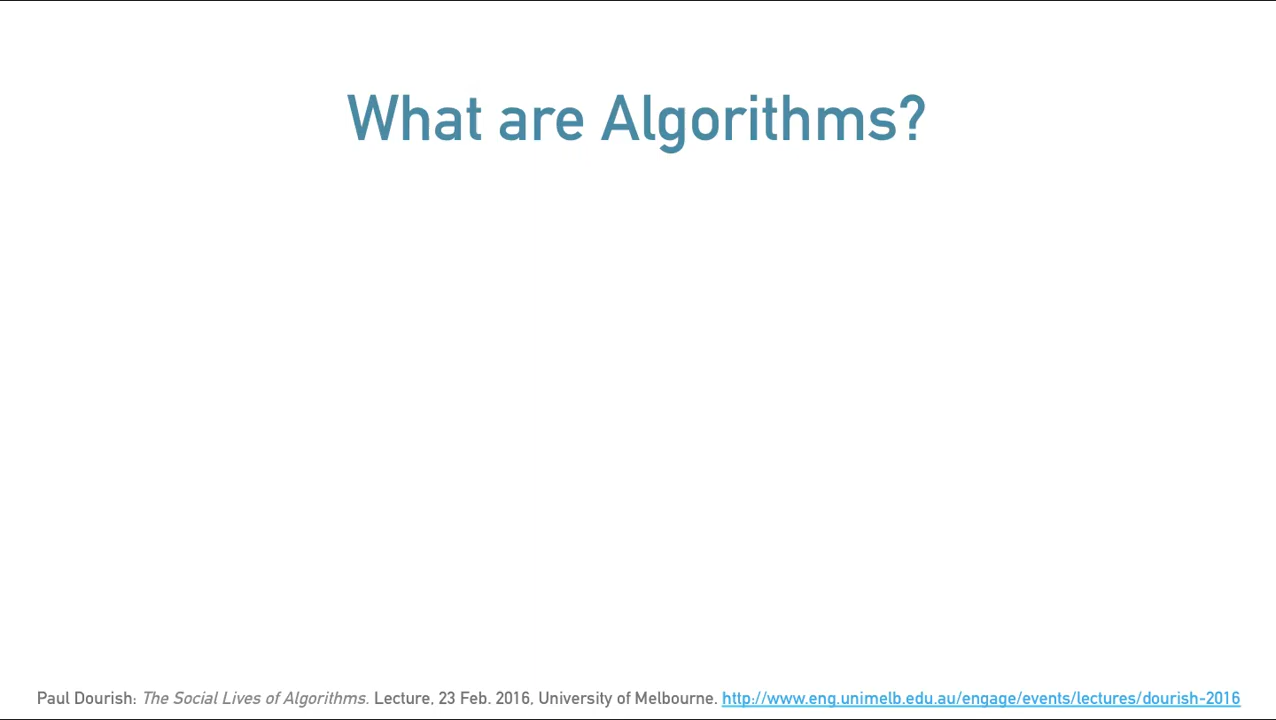 What are Algorithms?
Paul Dourish: The Social Lives of Algorithms. Lecture, 23 Feb. 2016, University of Melbourne. http://www.eng.unimelb.edu.au/engage/events/lectures/dourish-2016